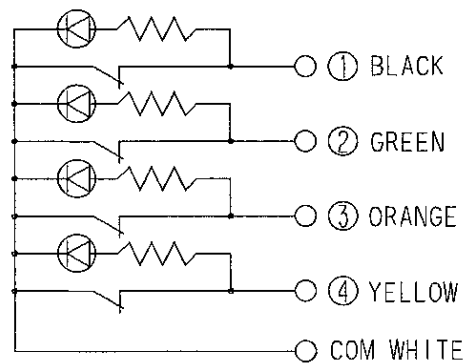 ① BLACK
② GREEN
③ ORANGE
④ YELLOW
COM WHITE